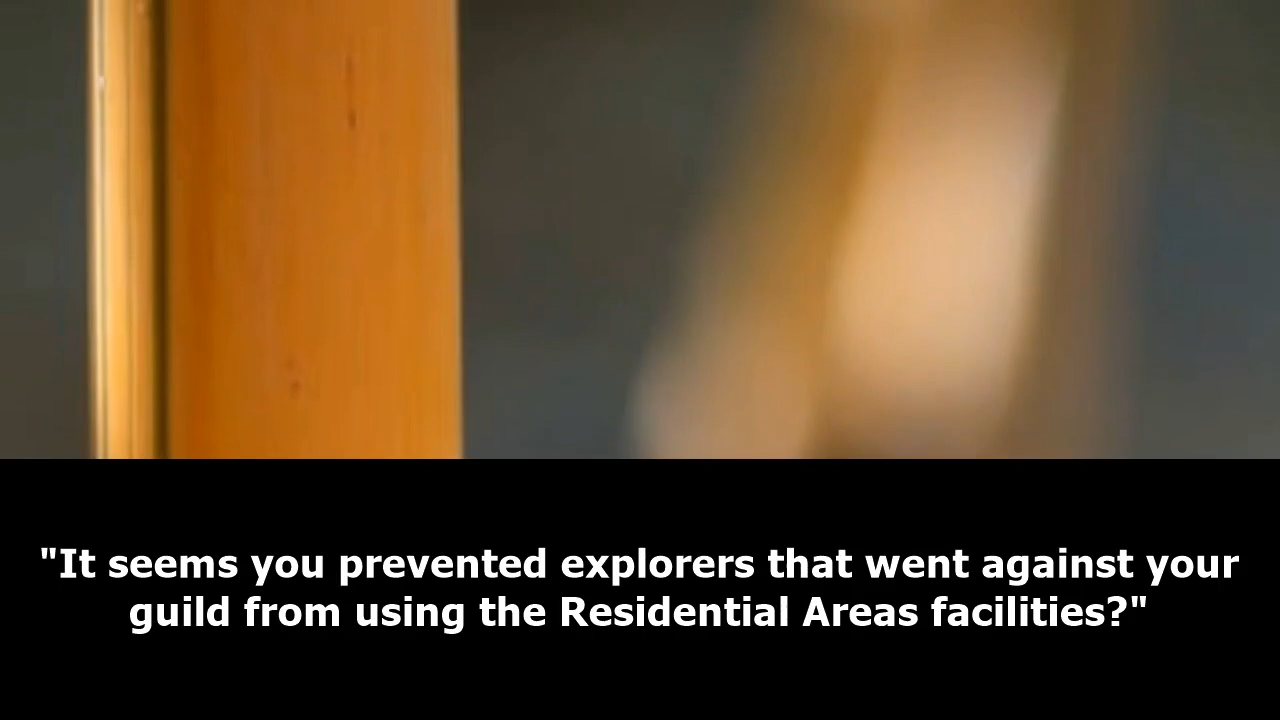 "It seems you prevented explorers that went against your
guild from using the Residential Areas facilities?"